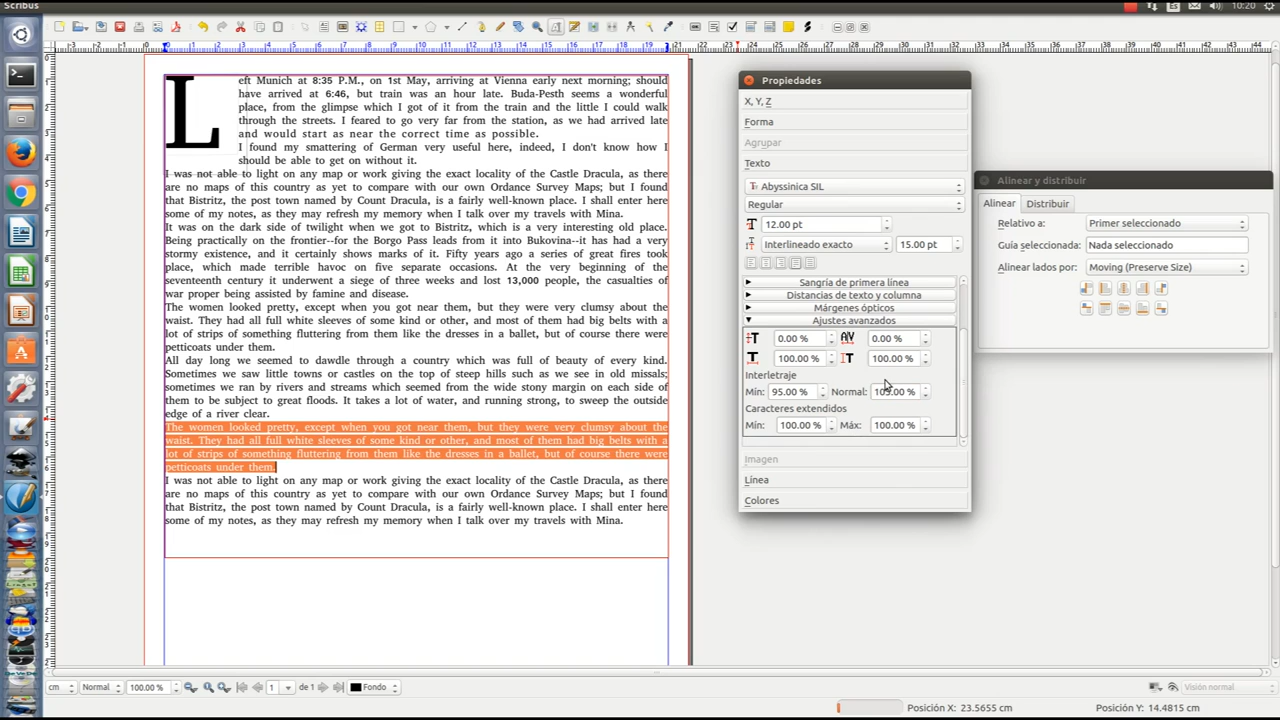 Scribus
10:20
Es
Propiedades
X, Y, Z
Forma
Agrupar
Texto
Abyssinica SIL
Regular
12.00 pt
Interlineado exacto
15.00 pt
Sangría de primera línea
Distancias de texto y columna
Márgenes ópticos
Ajustes avanzados
0.00 %
0.00 %
100.00 %
100.00 %
Interletraje
Mín: 95.00 % Normal: 105.00 %
Caracteres extendidos
Mín: 100.00 % Máx: 100.00 %
Imagen
Línea
Colores
Alinear y distribuir
Alinear Distribuir
Relativo a: Primer seleccionado
Guía seleccionada: Nada seleccionado
Alinear lados por: Moving (Preserve Size)
L
eft Munich at 8:35 P.M., on 1st May, arriving at Vienna early next morning; should
have arrived at 6:46, but train was an hour late. Buda-Pesth seems a wonderful
place, from the glimpse which I got of it from the train and the little I could walk
through the streets. I feared to go very far from the station, as we had arrived late
and would start as near the correct time as possible.
I found my smattering of German very useful here, indeed, I don't know how I
should be able to get on without it.
I was not able to light on any map or work giving the exact locality of the Castle Dracula, as there
are no maps of this country as yet to compare with our own Ordance Survey Maps; but I found
that Bistritz, the post town named by Count Dracula, is a fairly well-known place. I shall enter here
some of my notes, as they may refresh my memory when I talk over my travels with Mina.
It was on the dark side of twilight when we got to Bistritz, which is a very interesting old place.
Being practically on the frontier--for the Borgo Pass leads from it into Bukovina--it has had a very
stormy existence, and it certainly shows marks of it. Fifty years ago a series of great fires took
place, which made terrible havoc on five separate occasions. At the very beginning of the
seventeenth century it underwent a siege of three weeks and lost 13,000 people, the casualties of
war proper being assisted by famine and disease.
The women looked pretty, except when you got near them, but they were very clumsy about the
waist. They had all full white sleeves of some kind or other, and most of them had big belts with a
lot of strips of something fluttering from them like the dresses in a ballet, but of course there were
petticoats under them.
All day long we seemed to dawdle through a country which was full of beauty of every kind.
Sometimes we saw little towns or castles on the top of steep hills such as we see in old missals;
sometimes we ran by rivers and streams which seemed from the wide stony margin on each side of
them to be subject to great floods. It takes a lot of water, and running strong, to sweep the outside
edge of a river clear.
The women looked pretty, except when you got near them, but they were very clumsy about the
waist. They had all full white sleeves of some kind or other, and most of them had big belts with a
lot of strips of something fluttering from them like the dresses in a ballet, but of course there were
petticoats under them.
I was not able to light on any map or work giving the exact locality of the Castle Dracula, as there
are no maps of this country as yet to compare with our own Ordance Survey Maps; but I found
that Bistritz, the post town named by Count Dracula, is a fairly well-known place. I shall enter here
some of my notes, as they may refresh my memory when I talk over my travels with Mina.
cm Normal 100.00 % 1 de 1 Fondo Visión normal
Posición X: 23.5655 cm Posición Y: 14.4815 cm